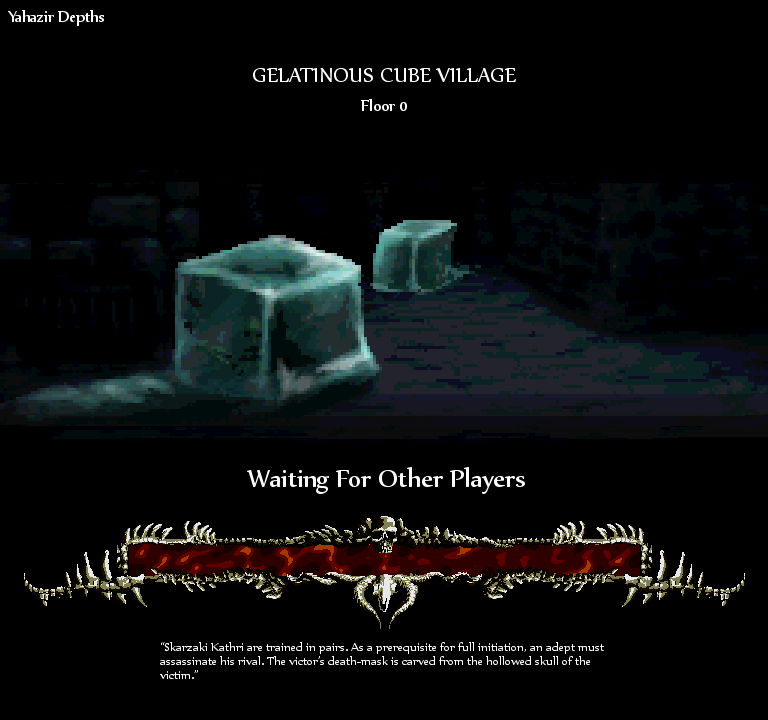 Yahazir Depths
GELATINOUS CUBE VILLAGE
Floor 0
Waiting For Other Players
"Skarzaki Kathri are trained in pairs. As a prerequisite for full initiation, an adept must
assassinate his rival. The victor's death-mask is carved from the hollowed skull of the
victim."